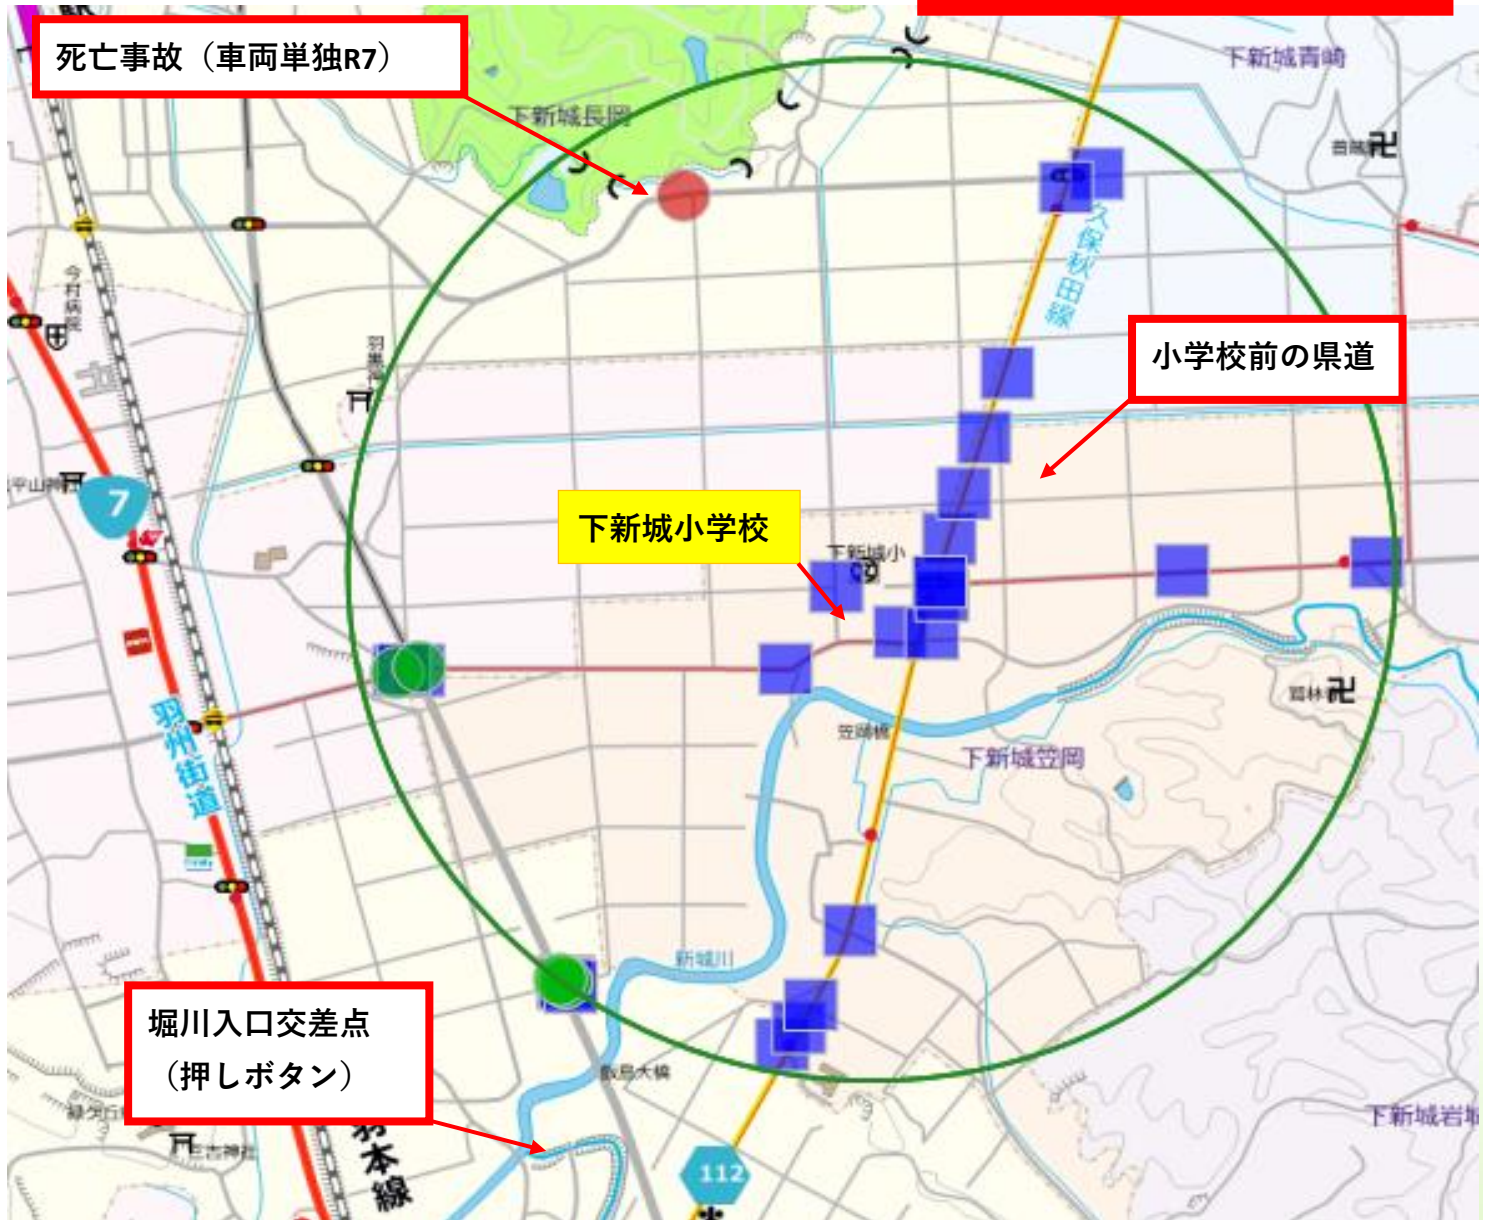 死亡事故（車両単独R7）
下新城青崎
下新城長岡
久保秋田線
今村病院
小学校前の県道
7
下新城小学校
下新城小
羽州街道
笠岡橋
下新城笠岡
新城川
堀川入口交差点
（押しボタン）
飯島大橋
下新城岩城
三吉神社
羽本線
112